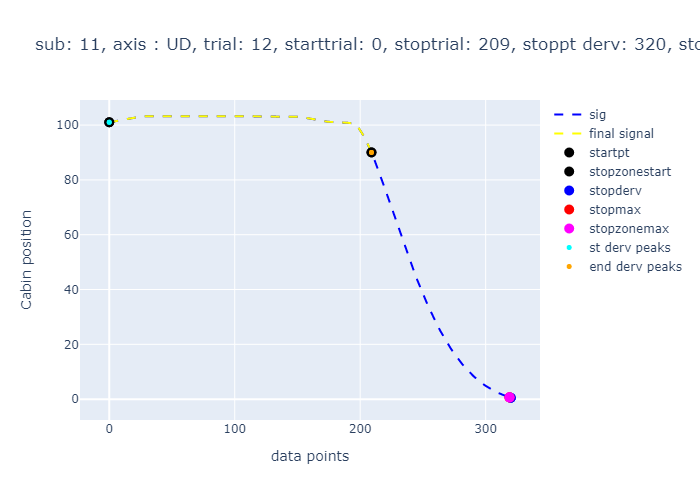 sub: 11, axis : UD, trial: 12, starttrial: 0, stoptrial: 209, stoppt derv: 320, sto
100
80
60
40
20
0
0 100 200 300
Cabin position
data points
sig
final signal
startpt
stopzonestart
stopderv
stopmax
stopzonemax
st derv peaks
end derv peaks